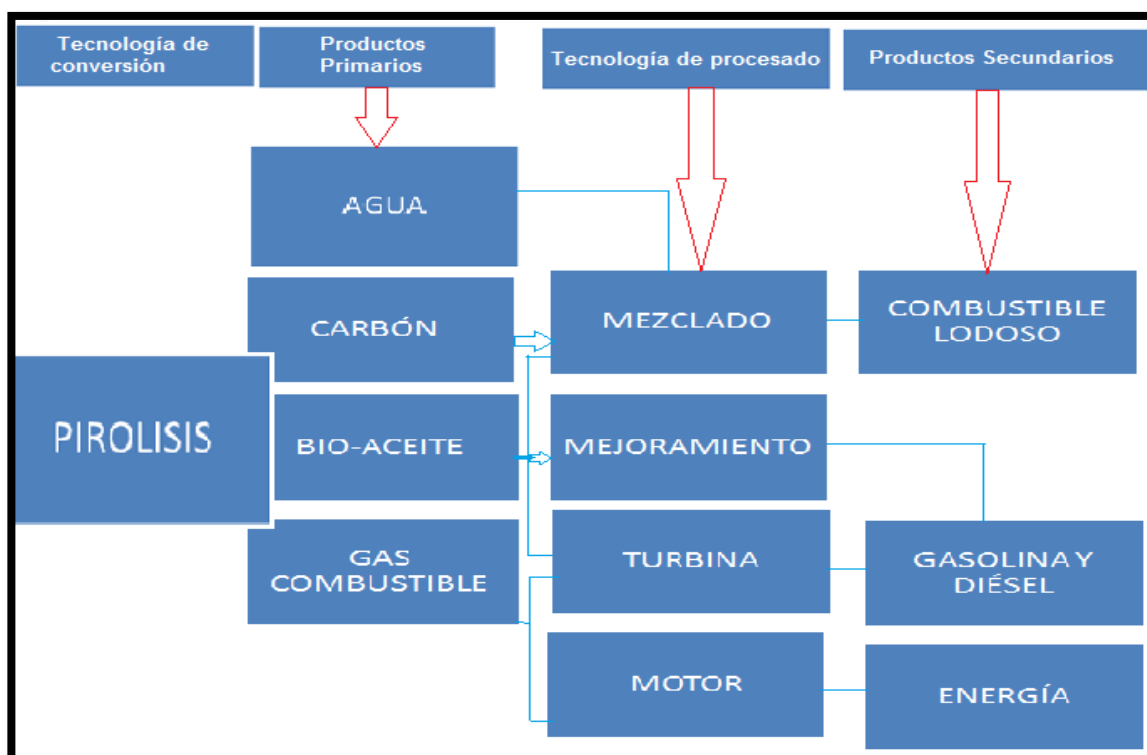 Tecnología de
conversión
Productos
Primarios
Tecnología de procesado
Productos Secundarios
AGUA
CARBÓN
MEZCLADO
COMBUSTIBLE
LODOSO
PIROLISIS
BIO-ACEITE
MEJORAMIENTO
GAS
COMBUSTIBLE
TURBINA
GASOLINA Y
DIÉSEL
MOTOR
ENERGÍA